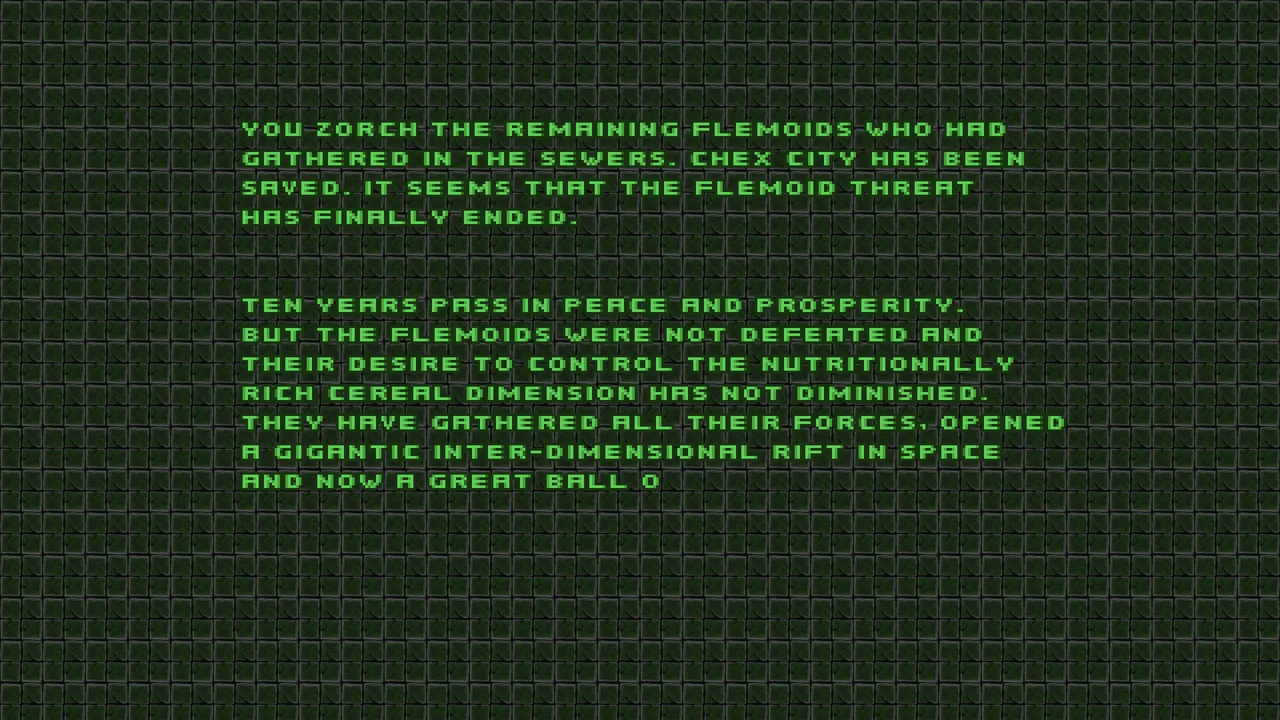 YOU ZORCH THE REMAINING FLEMOIDS WHO HAD
GATHERED IN THE SEWERS. CHEX CITY HAS BEEN
SAVED. IT SEEMS THAT THE FLEMOID THREAT
HAS FINALLY ENDED.
TEN YEARS PASS IN PEACE AND PROSPERITY.
BUT THE FLEMOIDS WERE NOT DEFEATED AND
THEIR DESIRE TO CONTROL THE NUTRITIONALLY
RICH CEREAL DIMENSION HAS NOT DIMINISHED.
THEY HAVE GATHERED ALL THEIR FORCES, OPENED
A GIGANTIC INTER-DIMENSIONAL RIFT IN SPACE
AND NOW A GREAT BALL O